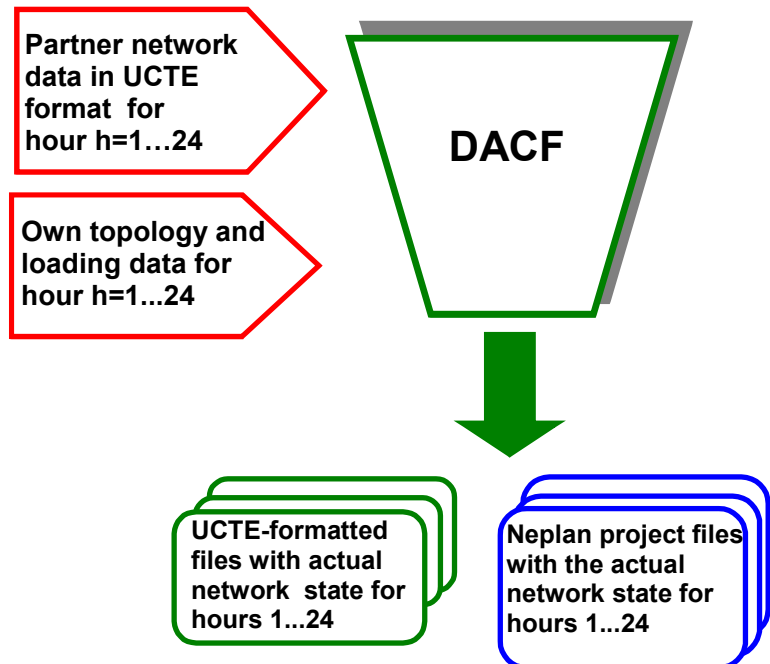 Partner network
data in UCTE
format for
hour h=1…24
DACF
Own topology and
loading data for
hour h=1...24
UCTE-formatted
files with actual
network state for
hours 1...24
Neplan project files
with the actual
network state for
hours 1...24